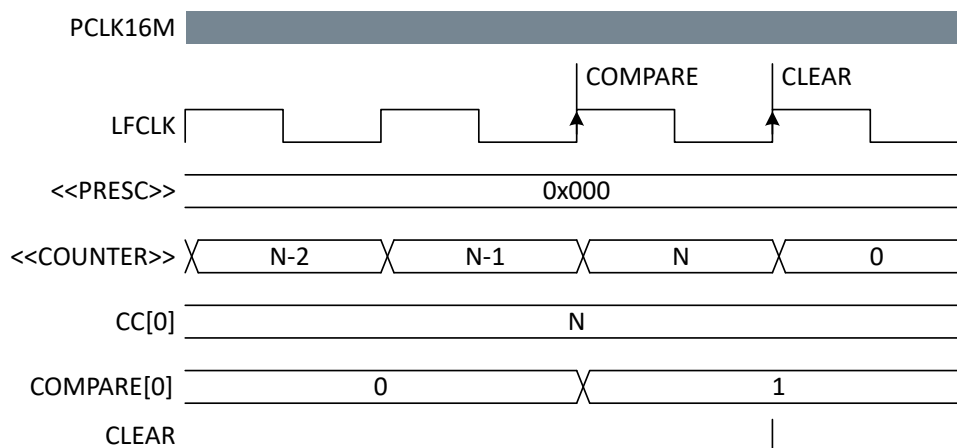 PCLK16M
COMPARE CLEAR
LFCLK
<<PRESC>> 0x000
<<COUNTER>> N-2 N-1 N 0
CC[0] N
COMPARE[0] 0 1
CLEAR